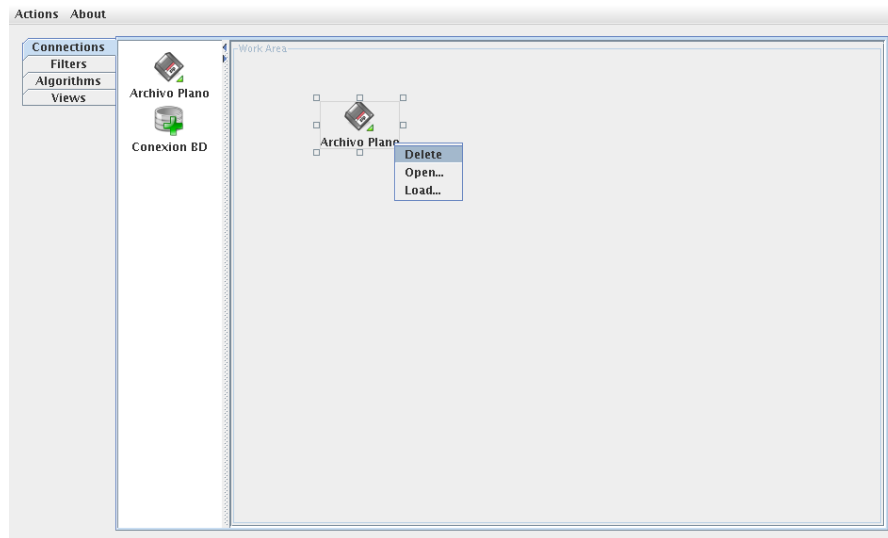 Actions About
Connections
Filters
Algorithms
Views
Archivo Plano
Conexion BD
Work Area
Archivo Plano
Delete
Open...
Load...